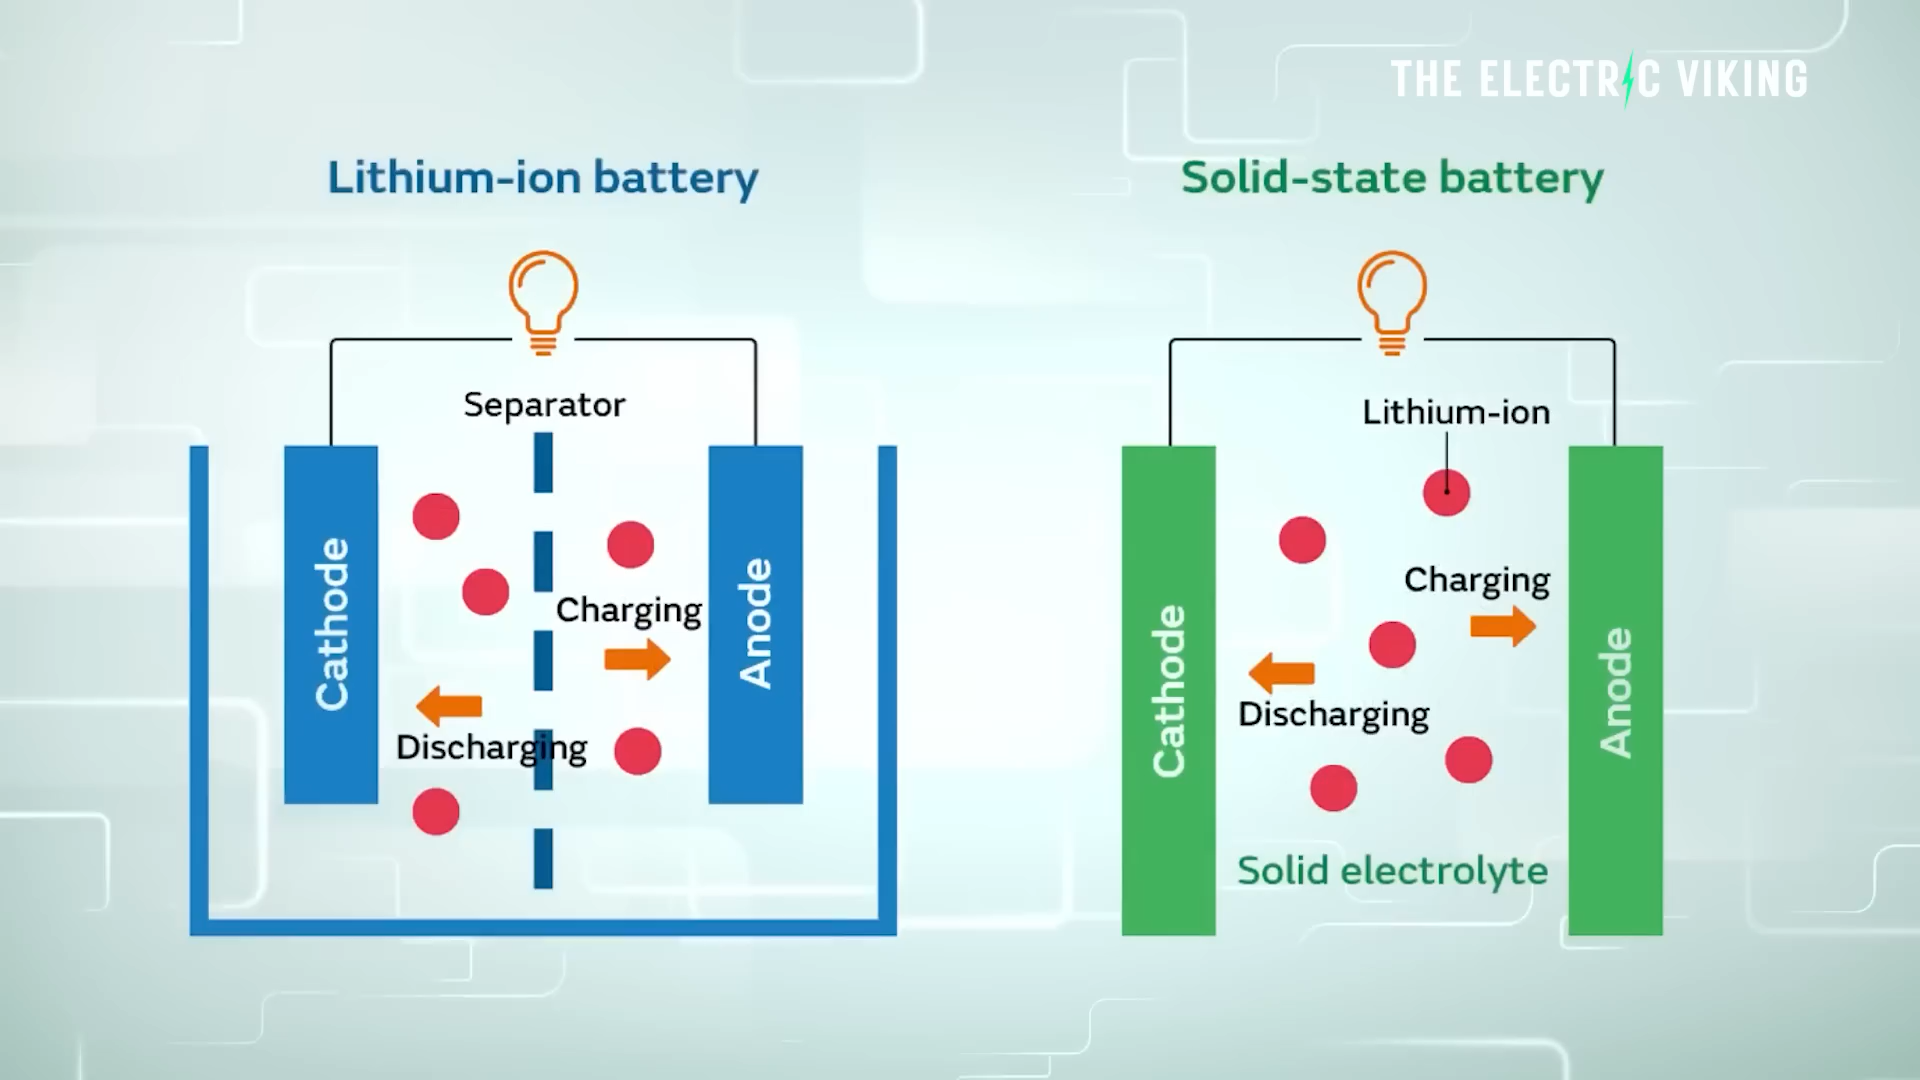 THE ELECTRIC VIKING
Lithium-ion battery
Separator
Cathode
Charging
Anode
Discharging
Solid-state battery
Lithium-ion
Cathode
Charging
Anode
Discharging
Solid electrolyte